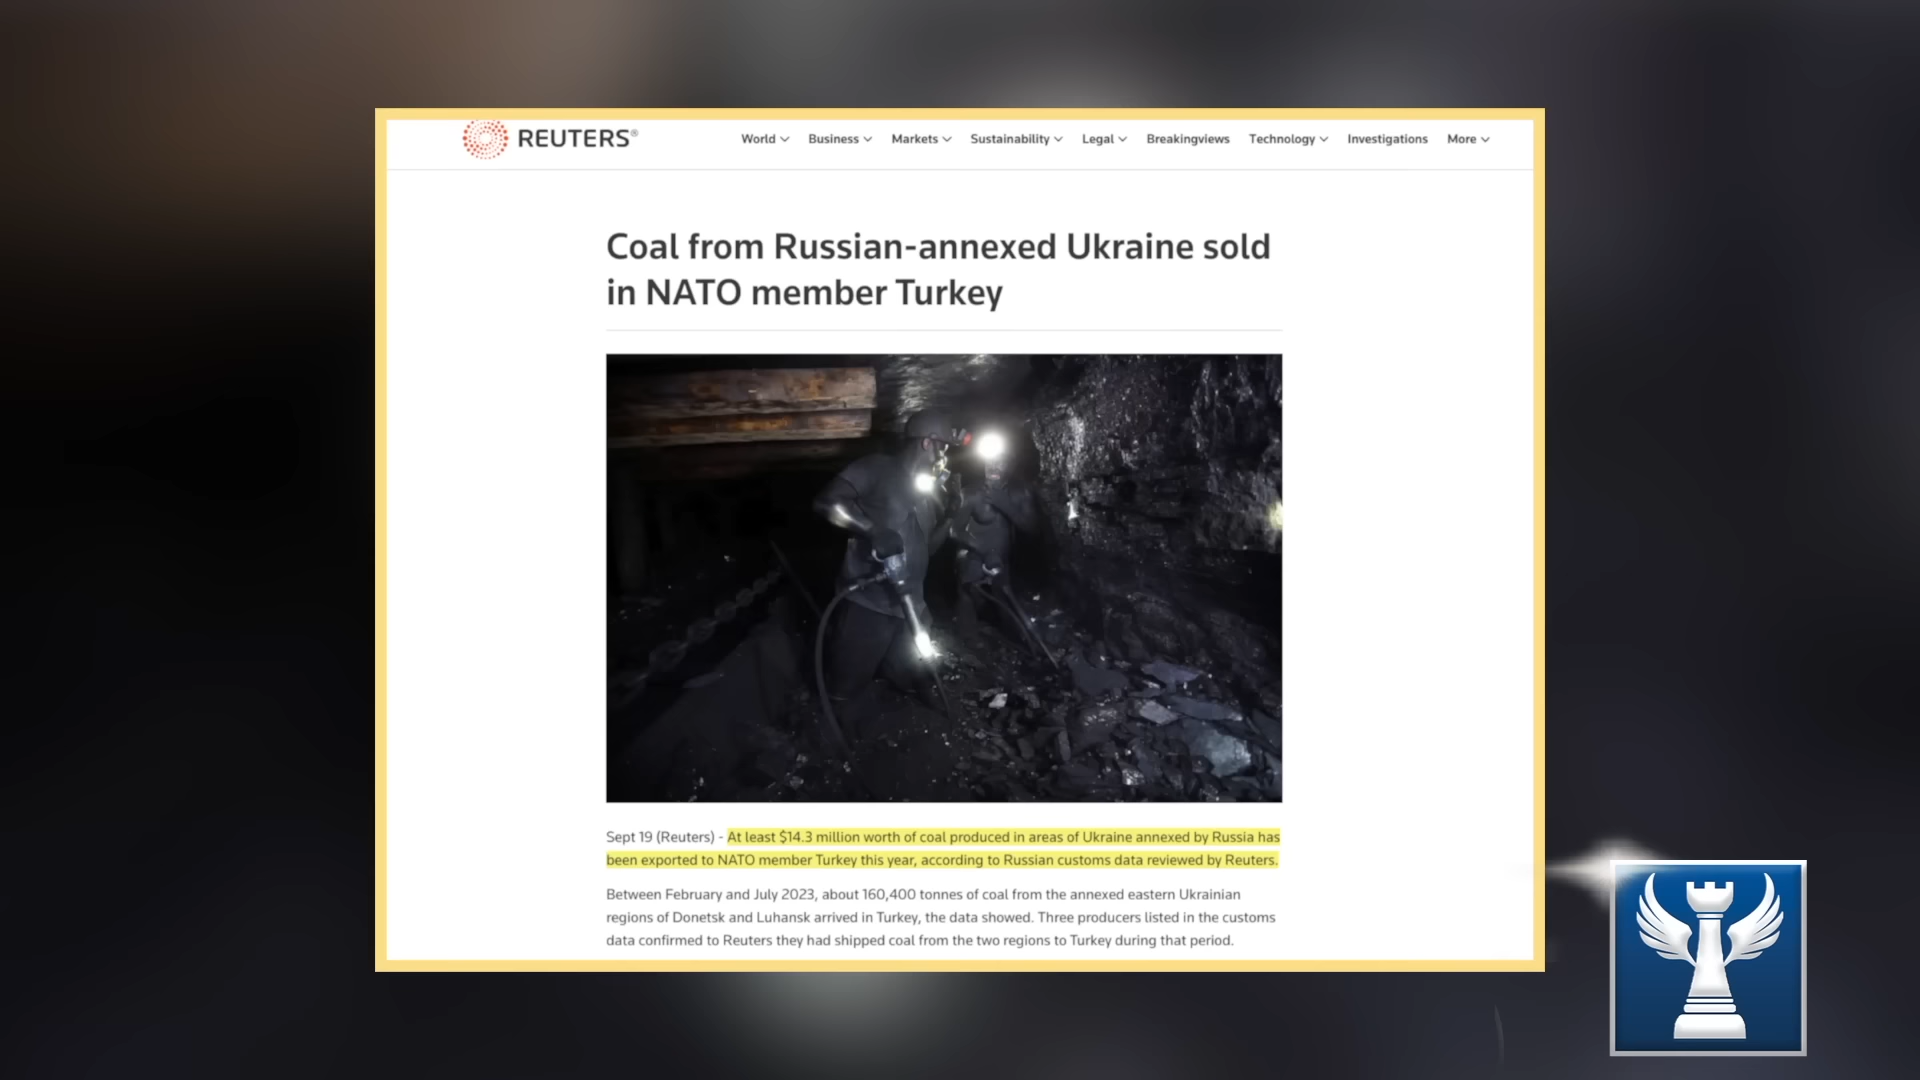 REUTERS®
World Business Markets Sustainability Legal Breakingviews Technology Investigations More
Coal from Russian-annexed Ukraine sold
in NATO member Turkey
Sept 19 (Reuters) - At least $14.3 million worth of coal produced in areas of Ukraine annexed by Russia has
been exported to NATO member Turkey this year, according to Russian customs data reviewed by Reuters.
Between February and July 2023, about 160,400 tonnes of coal from the annexed eastern Ukrainian
regions of Donetsk and Luhansk arrived in Turkey, the data showed. Three producers listed in the customs
data confirmed to Reuters they had shipped coal from the two regions to Turkey during that period.